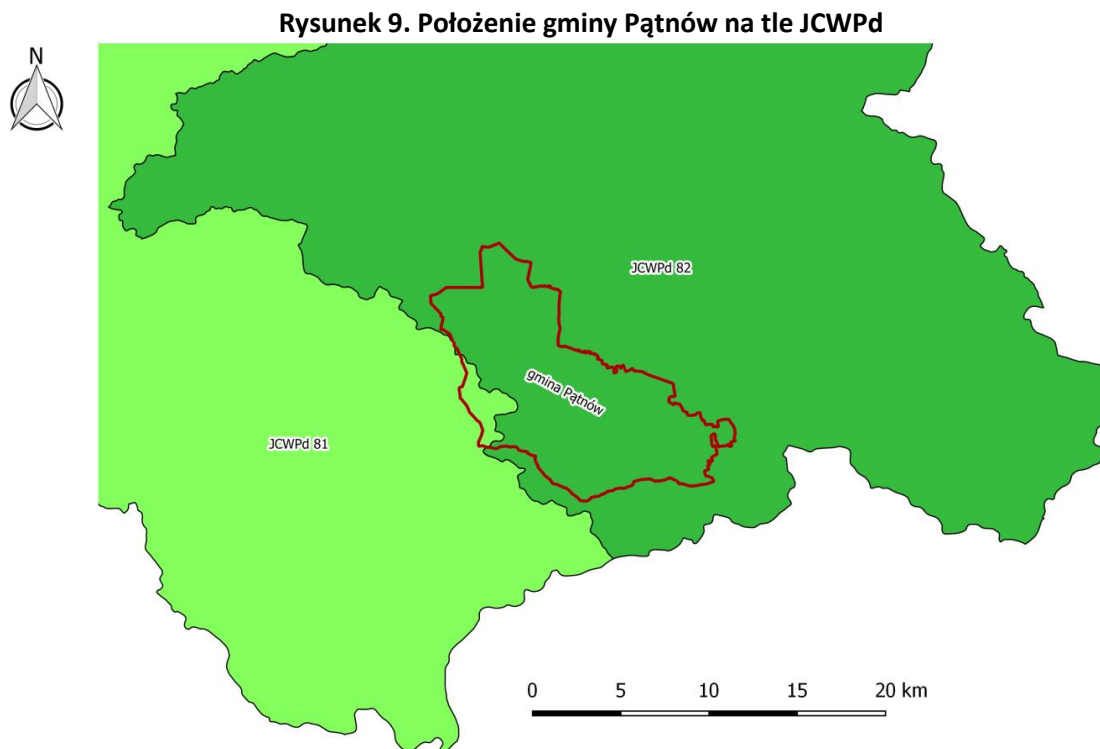 Rysunek 9. Położenie gminy Pątnów na tle JCWPd
N
JCWPd 82
gmina Pątnów
JCWPd 81
0 5 10 15 20 km